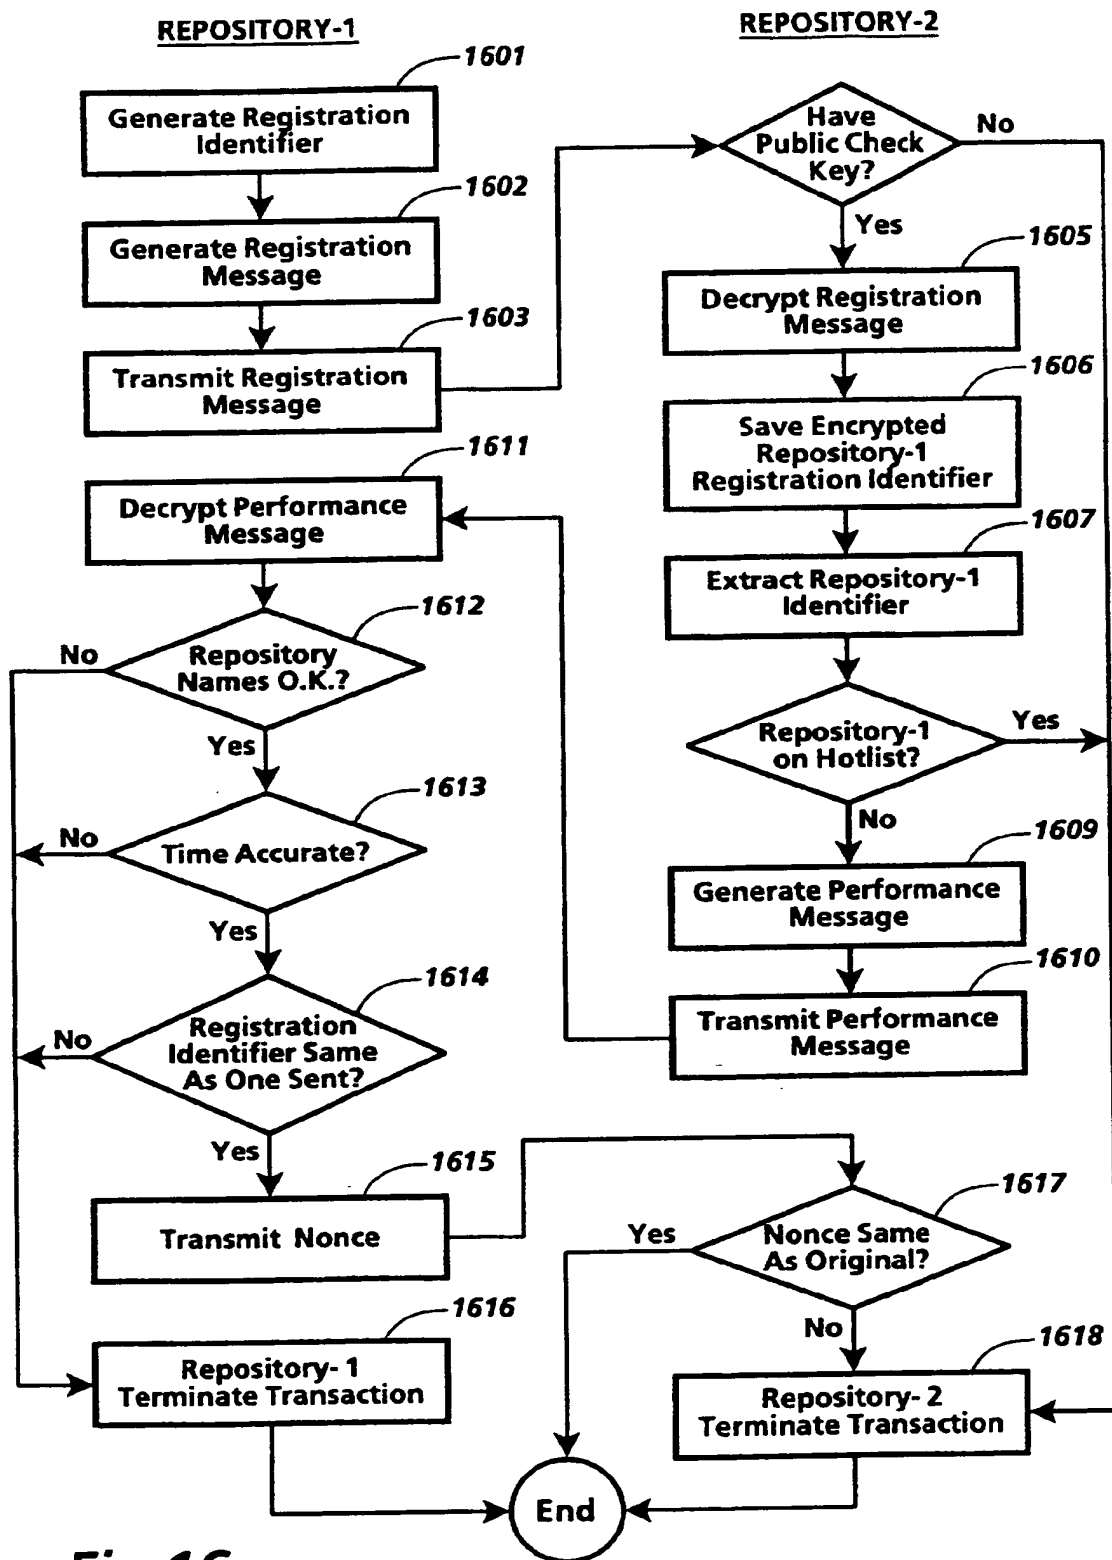 REPOSITORY-1
1601
Generate Registration
Identifier
1602
Generate Registration
Message
1603
Transmit Registration
Message
1611
Decrypt Performance
Message
1612
No
Repository
Names O.K.?
Yes
1613
No
Time Accurate?
Yes
1614
No
Registration
Identifier Same
As One Sent?
Yes
1615
Transmit Nonce
1616
Repository- 1
Terminate Transaction
REPOSITORY-2
Have
Public Check
Key?
No
Yes
1605
Decrypt Registration
Message
1606
Save Encrypted
Repository-1
Registration Identifier
1607
Extract Repository-1
Identifier
Repository-1
on Hotlist?
Yes
No
1609
Generate Performance
Message
1610
Transmit Performance
Message
1617
Yes
Nonce Same
As Original?
No
1618
Repository- 2
Terminate Transaction
End